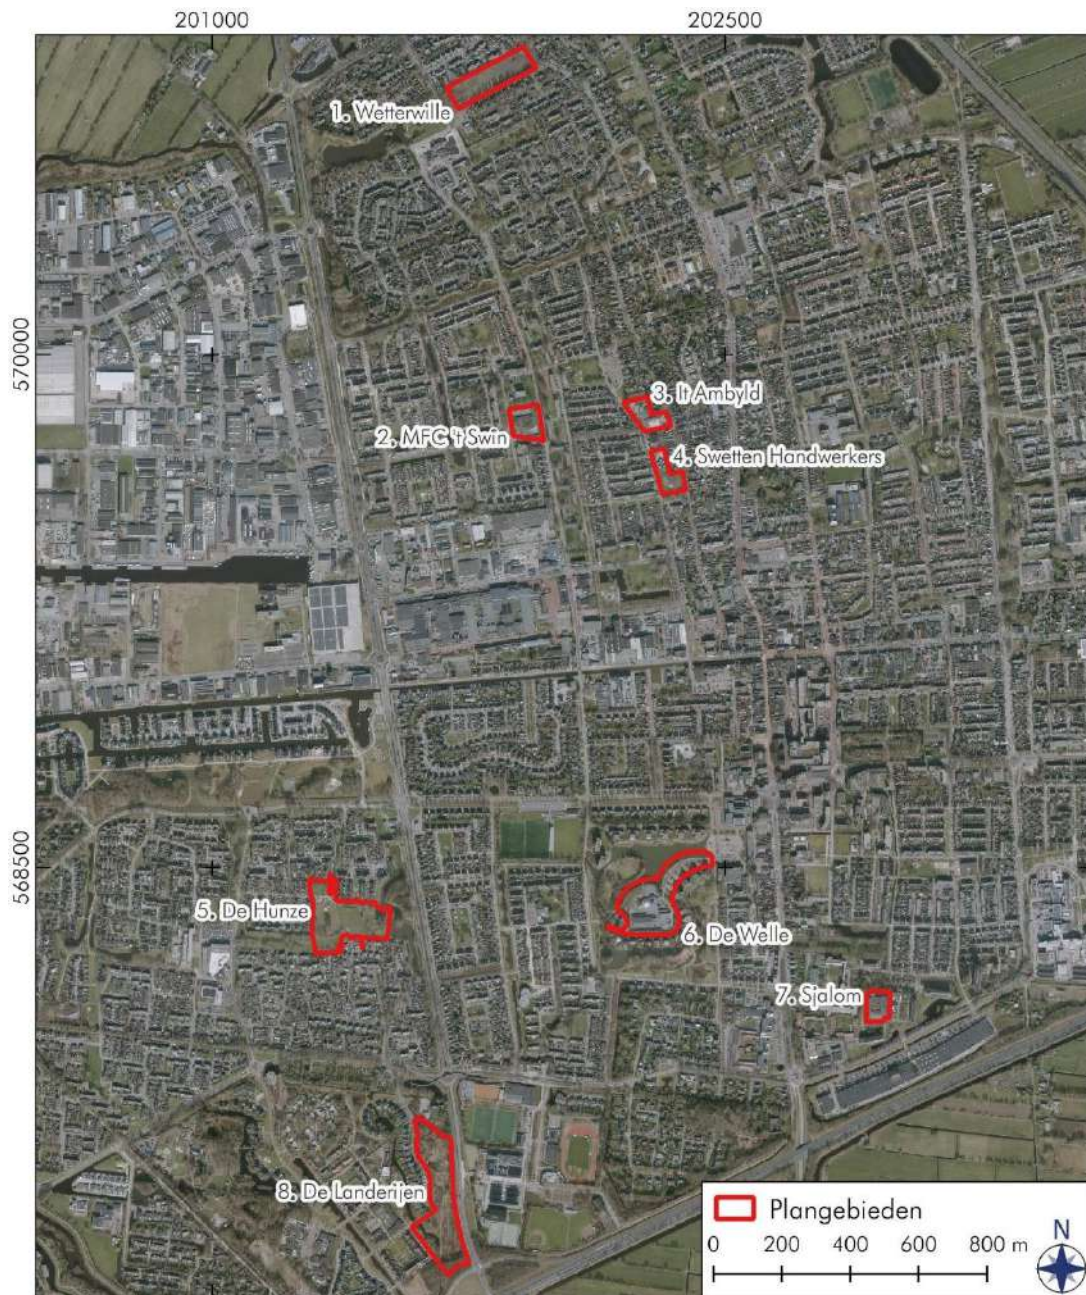 201000
202500
1. Wetterwille
570000
3. It Ambyld
2. MFC 't Swin
4. Swetten Handwerkers
568500
5. De Hunze
6. De Welle
7. Sjalom
8. De Landerijen
Plangebieden
0 200 400 600 800 m
N